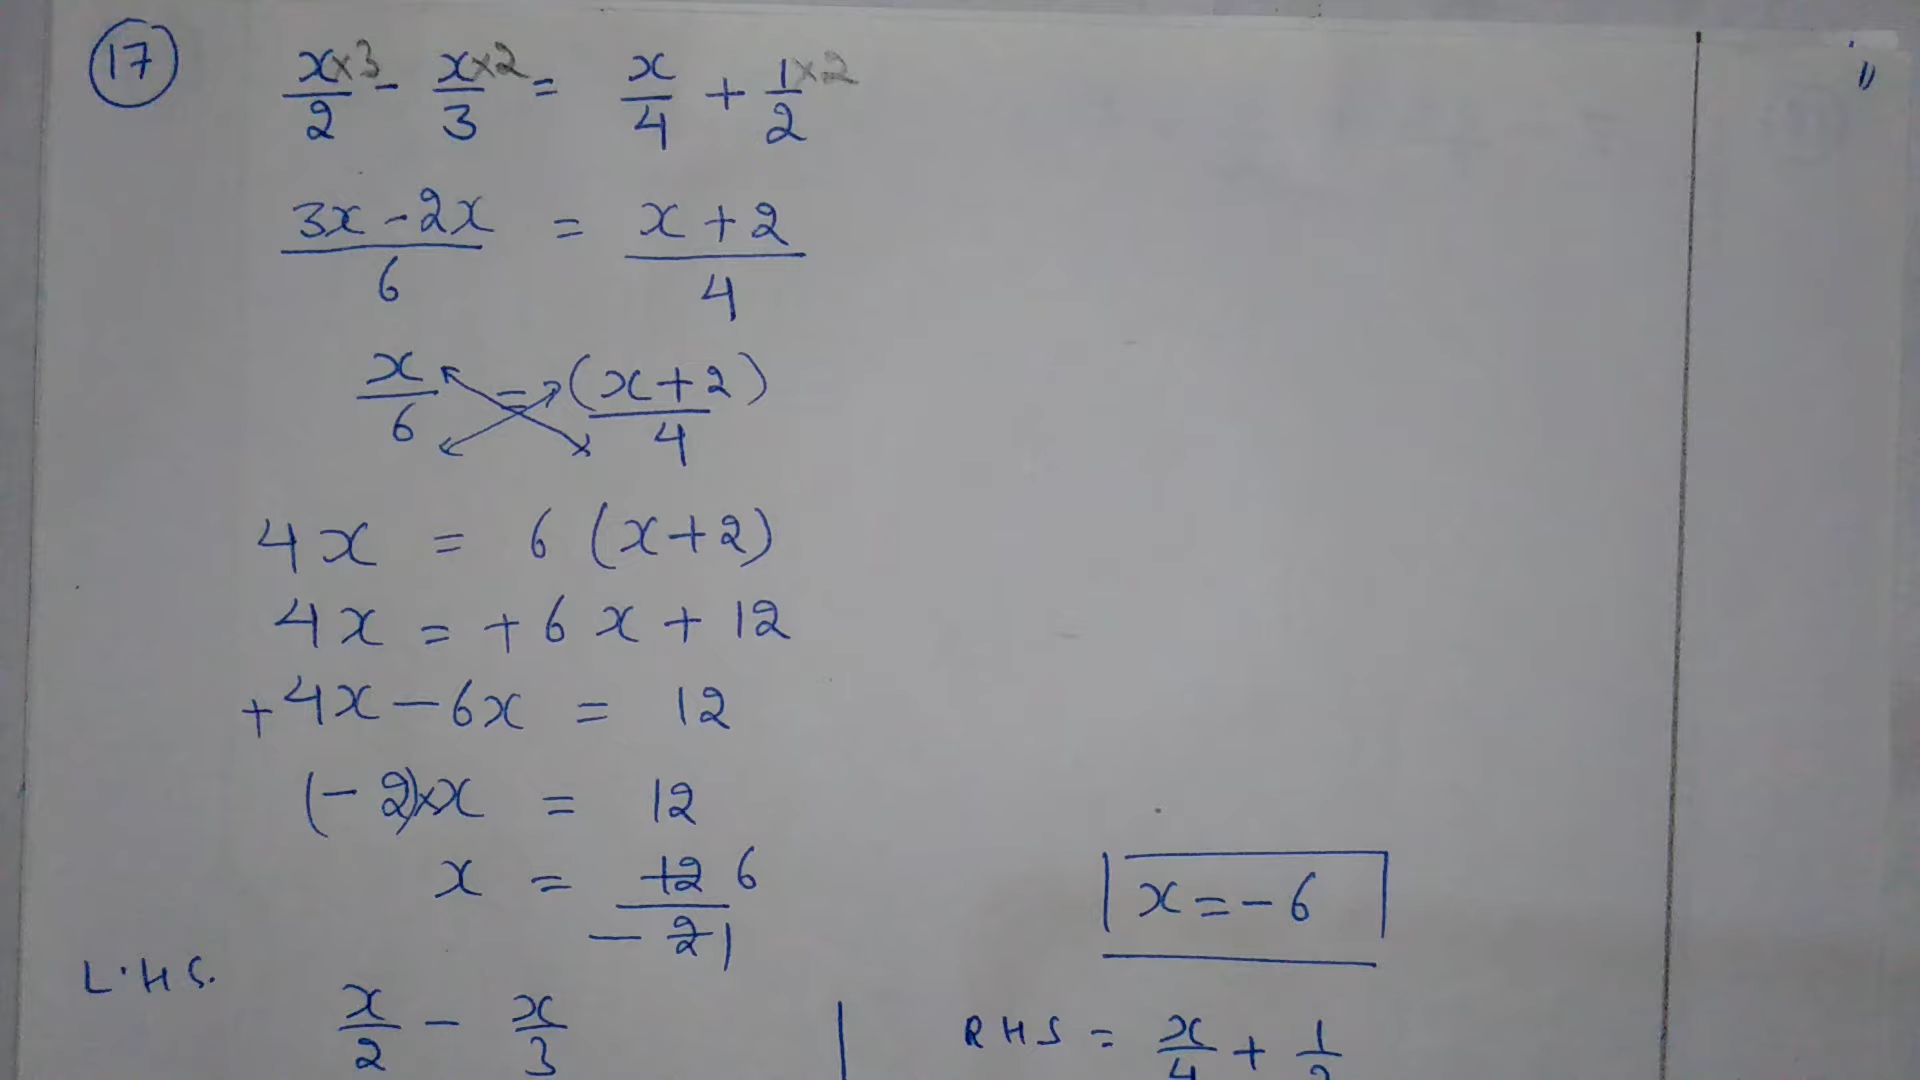 17
x×3/2 - x×2/3 = x/4 + 1×2/2
3x - 2x/6 = x + 2/4
x/6 = (x + 2)/4
4x = 6 (x + 2)
4x = + 6x + 12
+ 4x - 6x = 12
(- 2)×x = 12
x = 12 6/- 2 1
x = - 6
L.H.S. x/2 - x/3
RHS = x/4 + 1/2